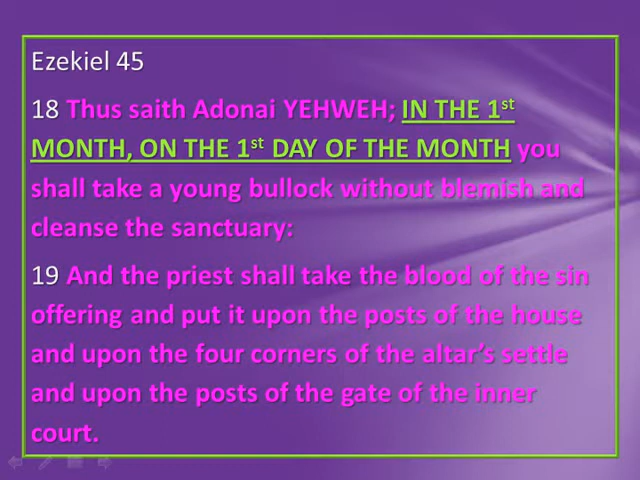 Ezekiel 45
18 Thus saith Adonai YEHWEH; IN THE 1st
MONTH, ON THE 1st DAY OF THE MONTH you
shall take a young bullock without blemish and
cleanse the sanctuary:
19 And the priest shall take the blood of the sin
offering and put it upon the posts of the house
and upon the four corners of the altar’s settle
and upon the posts of the gate of the inner
court.